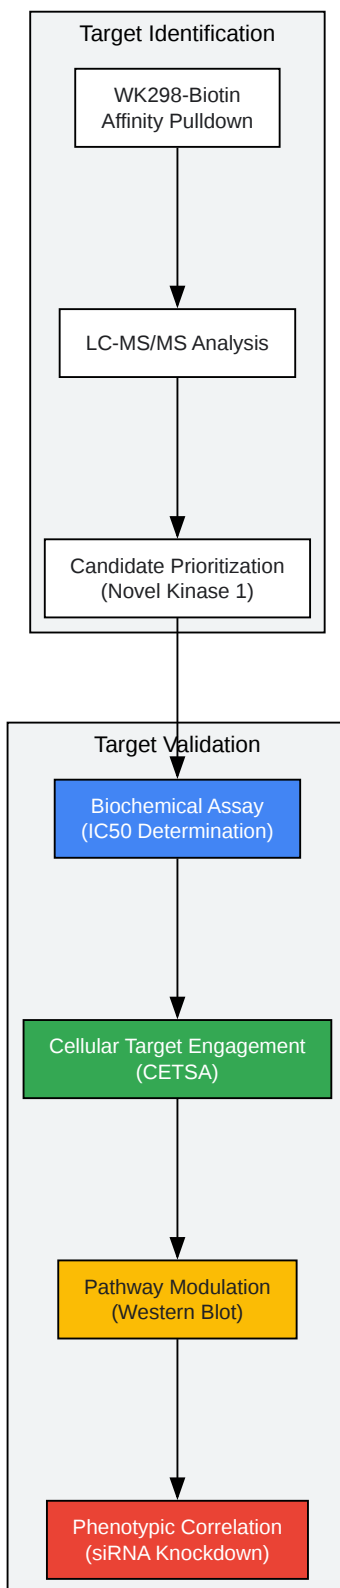 Target Identification
WK298-Biotin
Affinity Pulldown
LC-MS/MS Analysis
Candidate Prioritization
(Novel Kinase 1)
Target Validation
Biochemical Assay
(IC50 Determination)
Cellular Target Engagement
(CETSA)
Pathway Modulation
(Western Blot)
Phenotypic Correlation
(siRNA Knockdown)